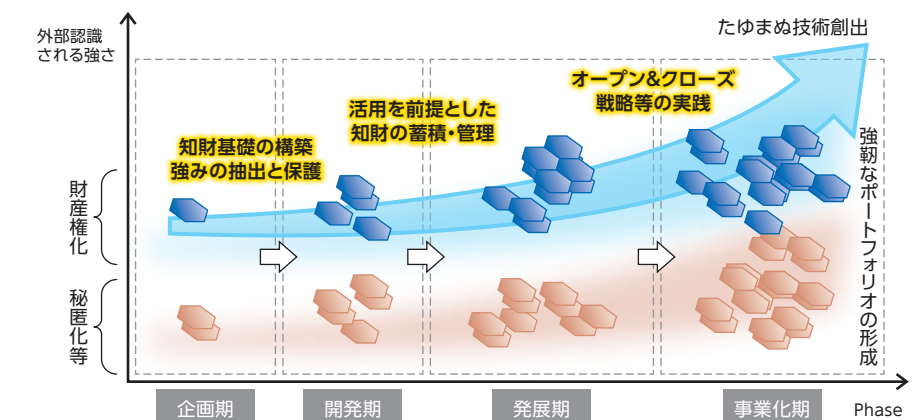 外部認識
される強さ
たゆまぬ技術創出
オープン&クローズ
戦略等の実践
活用を前提とした
知財の蓄積・管理
知財基礎の構築
強みの抽出と保護
財産権化
秘匿化等
強靭なポートフォリオの形成
企画期
開発期
発展期
事業化期
Phase